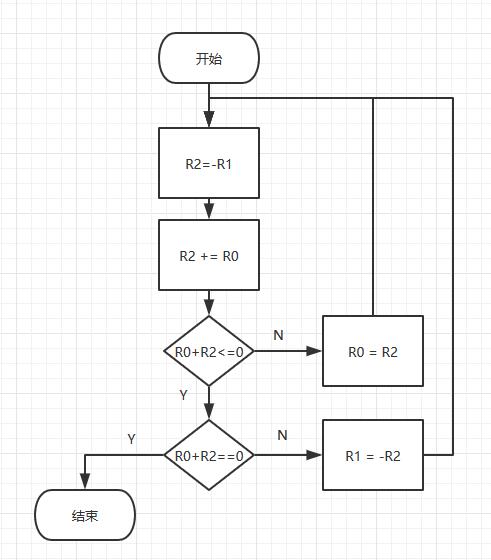 开始
R2=-R1
R2 += R0
R0+R2<=0
N
R0 = R2
Y
R0+R2==0
N
R1 = -R2
Y
结束